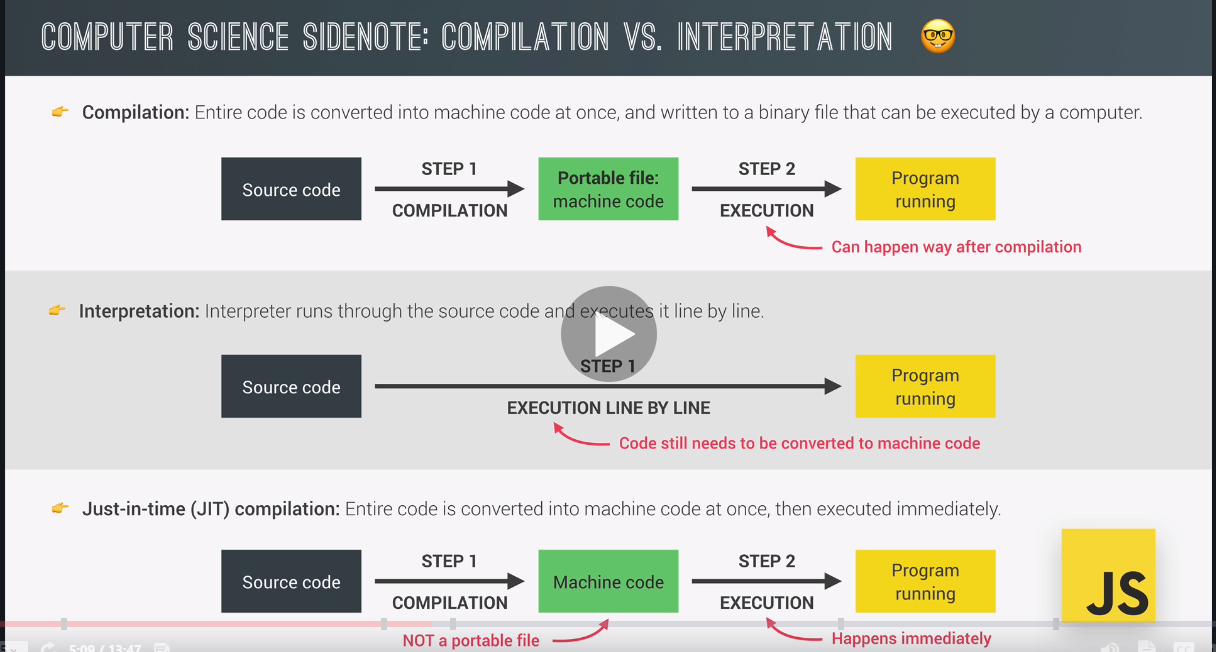 COMPUTER SCIENCE SIDENOTE: COMPILATION VS. INTERPRETATION
Compilation: Entire code is converted into machine code at once, and written to a binary file that can be executed by a computer.
Source code
STEP 1
COMPILATION
Portable file:
machine code
STEP 2
EXECUTION
Program
running
Can happen way after compilation
Interpretation: Interpreter runs through the source code and executes it line by line.
Source code
STEP 1
EXECUTION LINE BY LINE
Program
running
Code still needs to be converted to machine code
Just-in-time (JIT) compilation: Entire code is converted into machine code at once, then executed immediately.
Source code
STEP 1
COMPILATION
Machine code
STEP 2
EXECUTION
Program
running
JS
NOT a portable file
Happens immediately
5:09 / 13:47